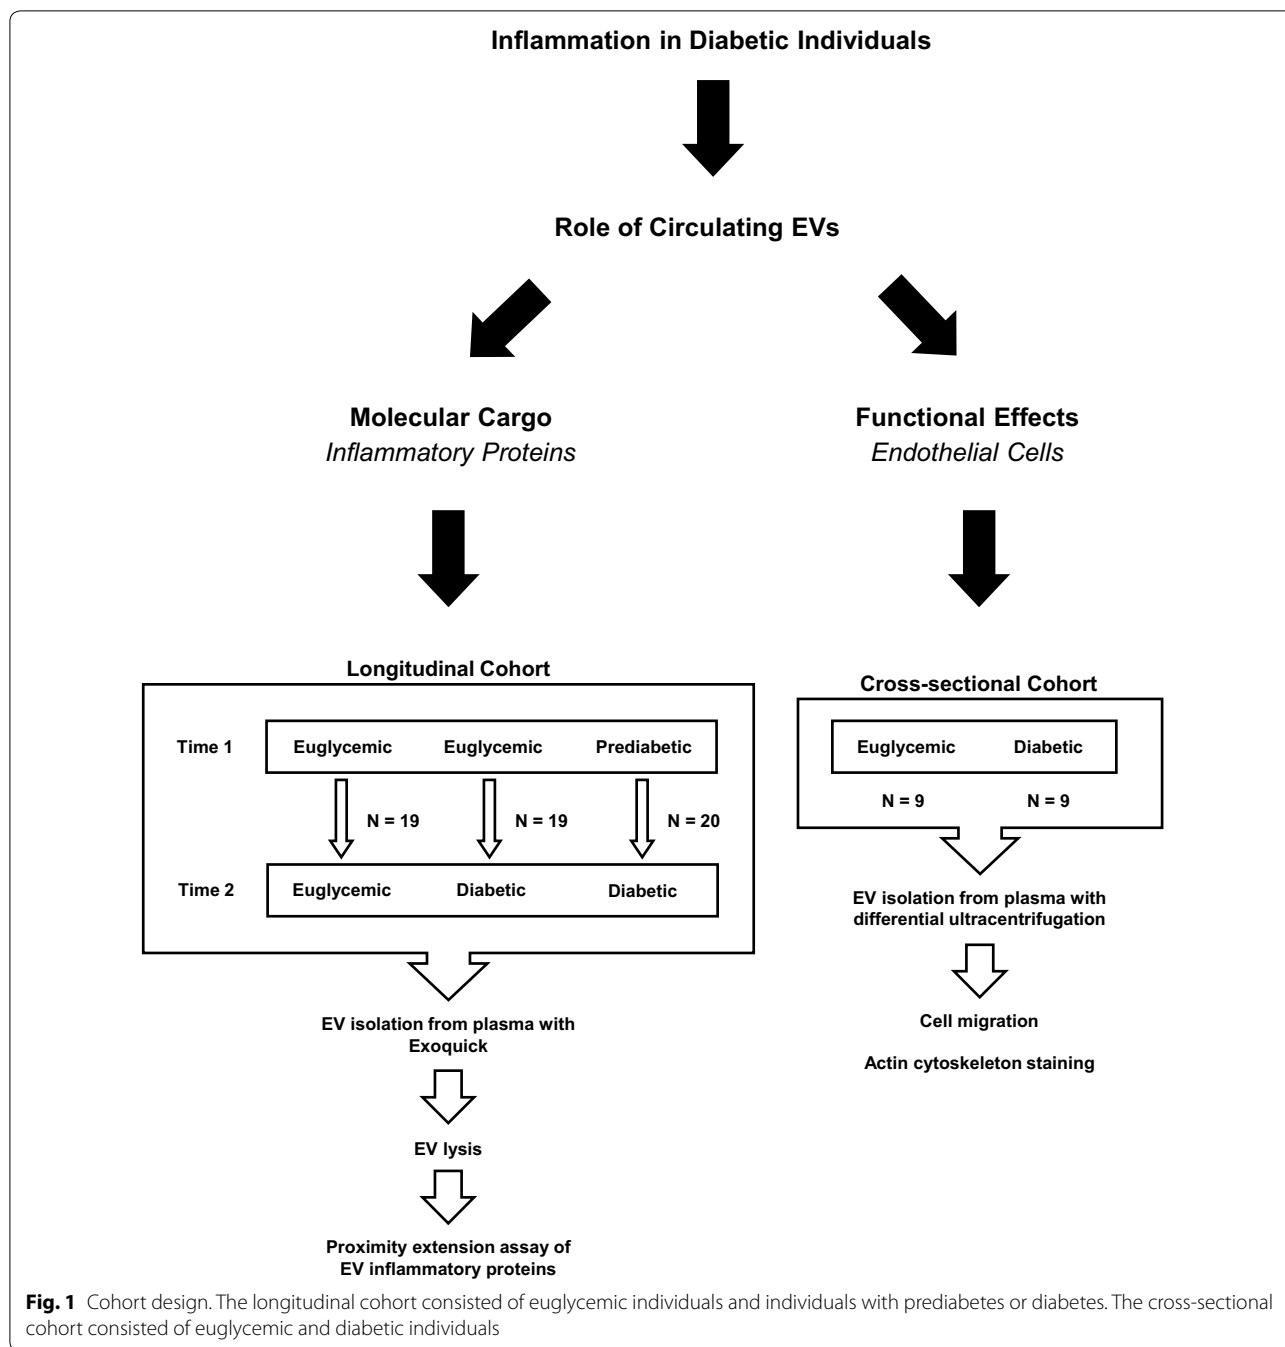 Inflammation in Diabetic Individuals
Role of Circulating EVs
Molecular Cargo
Inflammatory Proteins
Functional Effects
Endothelial Cells
Longitudinal Cohort
Time 1
Euglycemic Euglycemic Prediabetic
N = 19 N = 19 N = 20
Time 2
Euglycemic Diabetic Diabetic
EV isolation from plasma with
Exoquick
EV lysis
Proximity extension assay of
EV inflammatory proteins
Cross-sectional Cohort
Euglycemic Diabetic
N = 9 N = 9
EV isolation from plasma with
differential ultracentrifugation
Cell migration
Actin cytoskeleton staining
Fig. 1 Cohort design. The longitudinal cohort consisted of euglycemic individuals and individuals with prediabetes or diabetes. The cross-sectional
cohort consisted of euglycemic and diabetic individuals